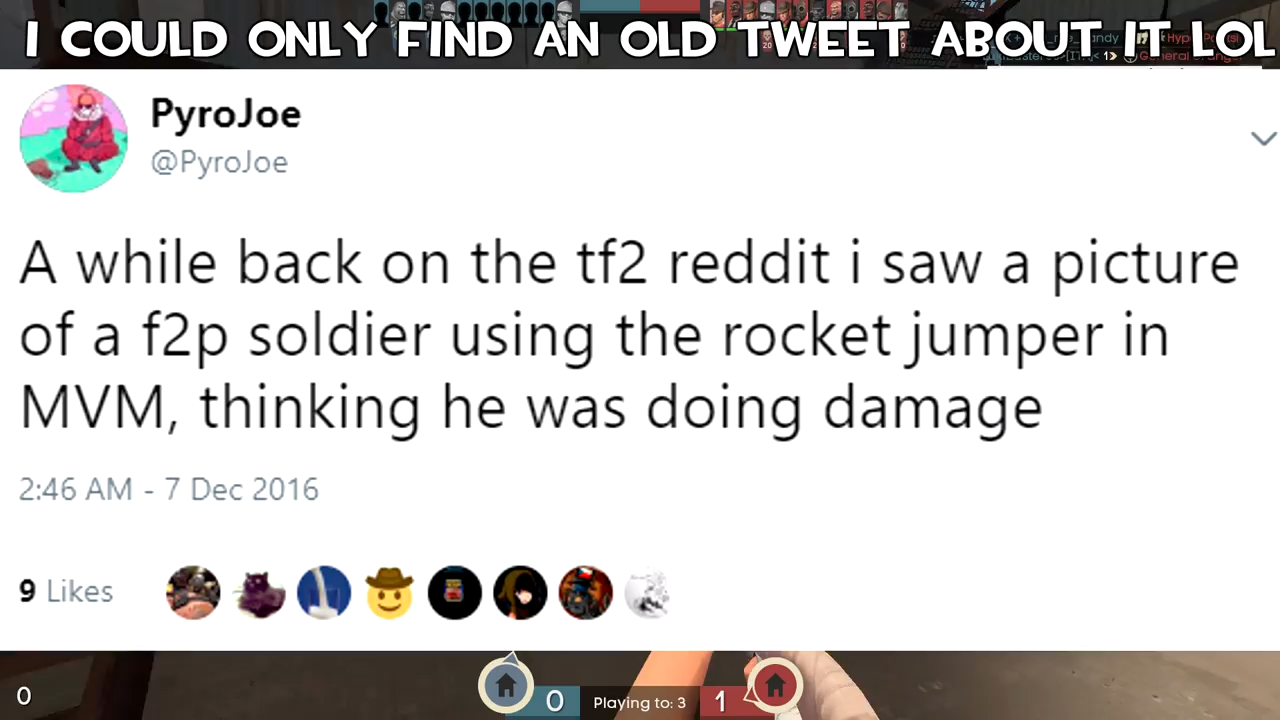 I COULD ONLY FIND AN OLD TWEET ABOUT IT LOL
PyroJoe
@PyroJoe
A while back on the tf2 reddit i saw a picture
of a f2p soldier using the rocket jumper in
MVM, thinking he was doing damage
2:46 AM - 7 Dec 2016
9 Likes
0
0 Playing to: 3 1